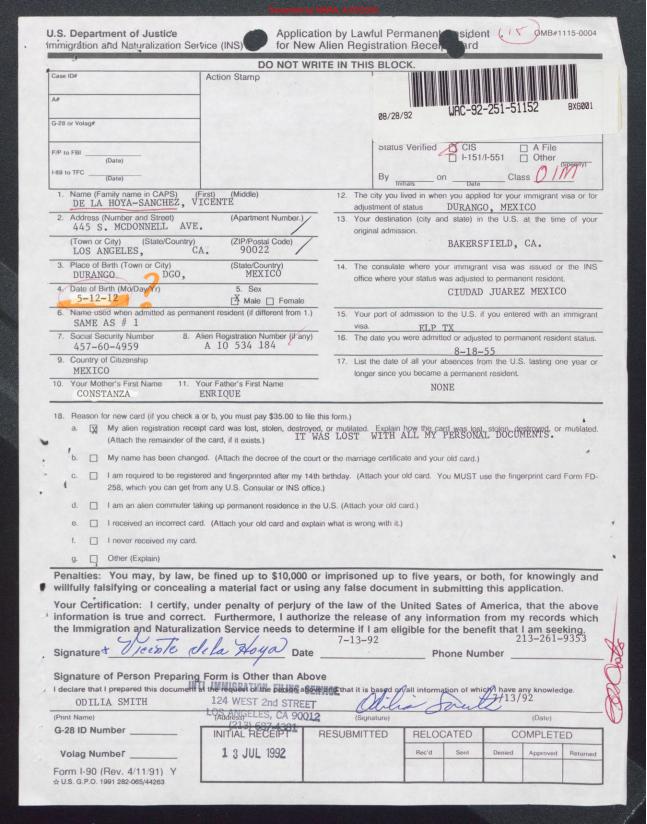 U.S. Department of Justice
Immigration and Naturalization Service (INS)
Application by Lawful Permanent Resident
for New Alien Registration Receipt Card
615
OMB#1115-0004
DO NOT WRITE IN THIS BLOCK.
Case ID#
Action Stamp
A#
G-28 or Volag#
F/P to FBI
(Date)
I-89 to TFC
(Date)
08/28/92 WAC-92-251-51152 BX6001
Status Verified CIS A File
I-151/I-551 Other
(Specify)
By on Class
Initials Date
1. Name (Family name in CAPS) (First) (Middle)
DE LA HOYA-SANCHEZ, VICENTE
2. Address (Number and Street) (Apartment Number.)
445 S. MCDONNELL AVE.
(Town or City) (State/Country) (ZIP/Postal Code)
LOS ANGELES, CA. 90022
3. Place of Birth (Town or City) (State/Country)
DURANGO DGO, MEXICO
4. Date of Birth (Mo/Day/Yr) ? 5. Sex
5-12-12 X Male Female
6. Name used when admitted as permanent resident (if different from 1.)
SAME AS # 1
7. Social Security Number 8. Alien Registration Number (if any)
457-60-4959 A 10 534 184
9. Country of Citizenship
MEXICO
10. Your Mother's First Name 11. Your Father's First Name
CONSTANZA ENRIQUE
12. The city you lived in when you applied for your immigrant visa or for
adjustment of status DURANGO, MEXICO
13. Your destination (city and state) in the U.S. at the time of your
original admission.
BAKERSFIELD, CA.
14. The consulate where your immigrant visa was issued or the INS
office where your status was adjusted to permanent resident.
CIUDAD JUAREZ MEXICO
15. Your port of admission to the U.S. if you entered with an immigrant
visa. ELP TX
16. The date you were admitted or adjusted to permanent resident status.
8-18-55
17. List the date of all your absences from the U.S. lasting one year or
longer since you became a permanent resident.
NONE
18. Reason for new card (if you check a or b, you must pay $35.00 to file this form.)
a. X My alien registration receipt card was lost, stolen, destroyed, or mutilated. Explain how the card was lost, stolen, destroyed, or mutilated.
(Attach the remainder of the card, if it exists.) IT WAS LOST WITH ALL MY PERSONAL DOCUMENTS.
b. My name has been changed. (Attach the decree of the court or the marriage certificate and your old card.)
c. I am required to be registered and fingerprinted after my 14th birthday. (Attach your old card. You MUST use the fingerprint card Form FD-
258, which you can get from any U.S. Consular or INS office.)
d. I am an alien commuter taking up permanent residence in the U.S. (Attach your old card.)
e. I received an incorrect card. (Attach your old card and explain what is wrong with it.)
f. I never received my card.
g. Other (Explain)
Penalties: You may, by law, be fined up to $10,000 or imprisoned up to five years, or both, for knowingly and
willfully falsifying or concealing a material fact or using any false document in submitting this application.
Your Certification: I certify, under penalty of perjury of the law of the United States of America, that the above
information is true and correct. Furthermore, I authorize the release of any information from my records which
the Immigration and Naturalization Service needs to determine if I am eligible for the benefit that I am seeking.
7-13-92 213-261-9353
Signature Vicente de la Hoya Date Phone Number
Signature of Person Preparing Form is Other than Above
I declare that I prepared this document at the request of the person above and that it is based on all information of which I have any knowledge.
INTL IMMIGRATION FILING SERVICE
ODILIA SMITH 124 WEST 2nd STREET Odilia Smith 7/13/92
LOS ANGELES, CA 90012
(Print Name) (Address) (Signature) (Date)
G-28 ID Number
INITIAL RECEIPT RESUBMITTED RELOCATED COMPLETED
Rec'd Sent Denied Approved Returned
13 JUL 1992
Volag Number
Form I-90 (Rev. 4/11/91) Y
☆ U.S. G.P.O. 1991 282-065/44263